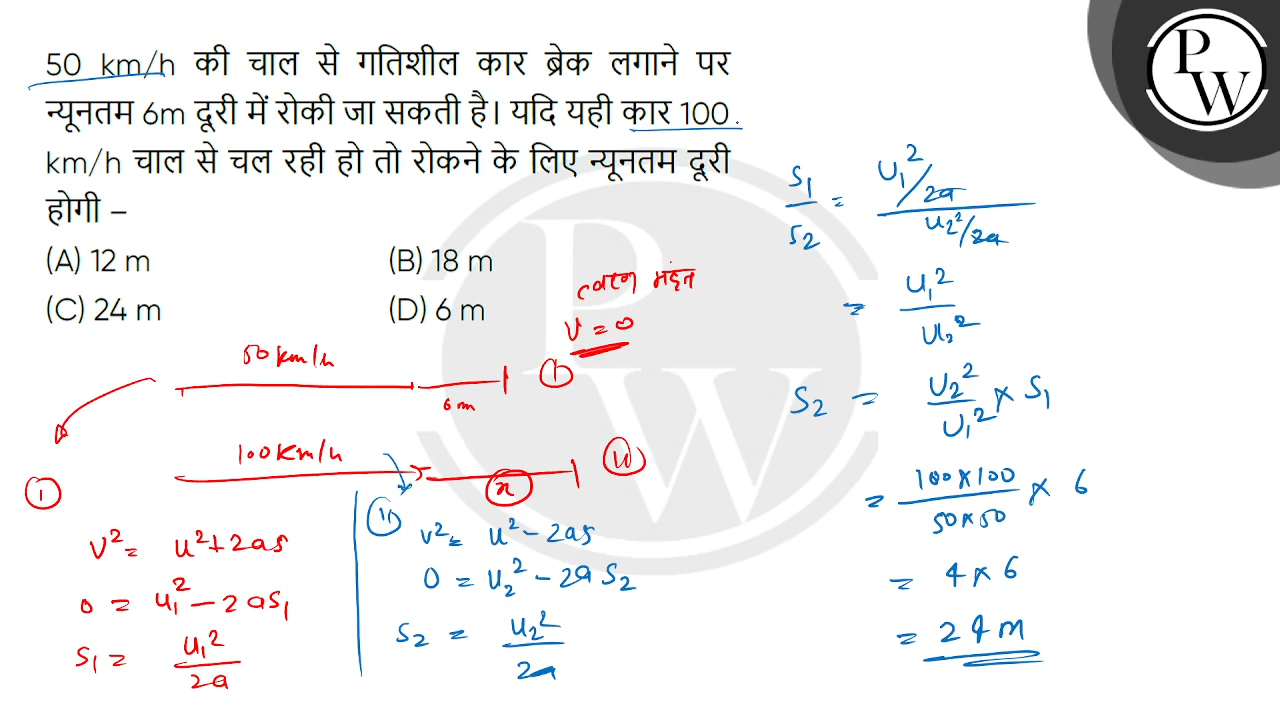 50 km/h की चाल से गतिशील कार ब्रेक लगाने पर
न्यूनतम 6m दूरी में रोकी जा सकती है। यदि यही कार 100
km/h चाल से चल रही हो तो रोकने के लिए न्यूनतम दूरी
होगी –
(A) 12 m (B) 18 m
(C) 24 m (D) 6 m
PW
PW
v = 0
50 km/h
6 m
I
100 km/h
x
II
I
v² = u² + 2as
0 = u₁² – 2as₁
s₁ = u₁²/2a
II
v² = u² – 2as
0 = u₂² – 2a s₂
s₂ = u₂²/2a
s₁/s₂ = (u₁²/2a)/(u₂²/2a)
= u₁²/u₂²
s₂ = u₂²/u₁² × s₁
= (100 × 100)/(50 × 50) × 6
= 4 × 6
= 24 m